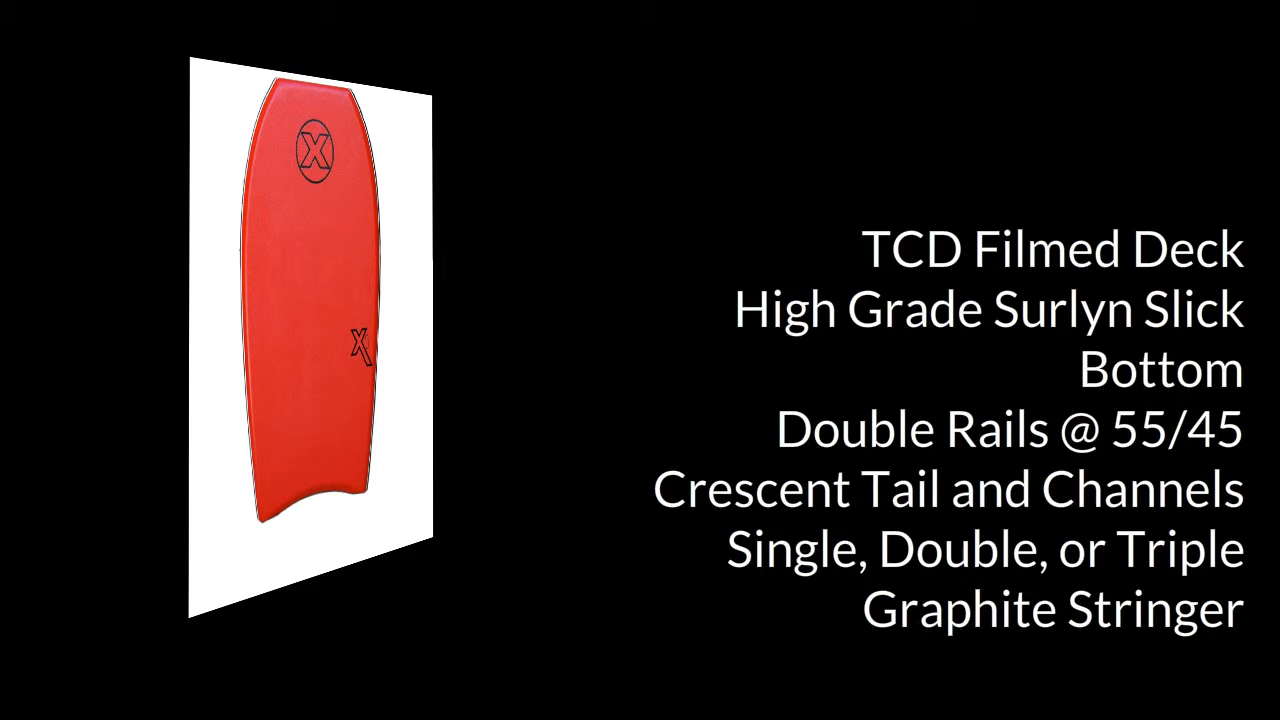 X
X
TCD Filmed Deck
High Grade Surlyn Slick
Bottom
Double Rails @ 55/45
Crescent Tail and Channels
Single, Double, or Triple
Graphite Stringer